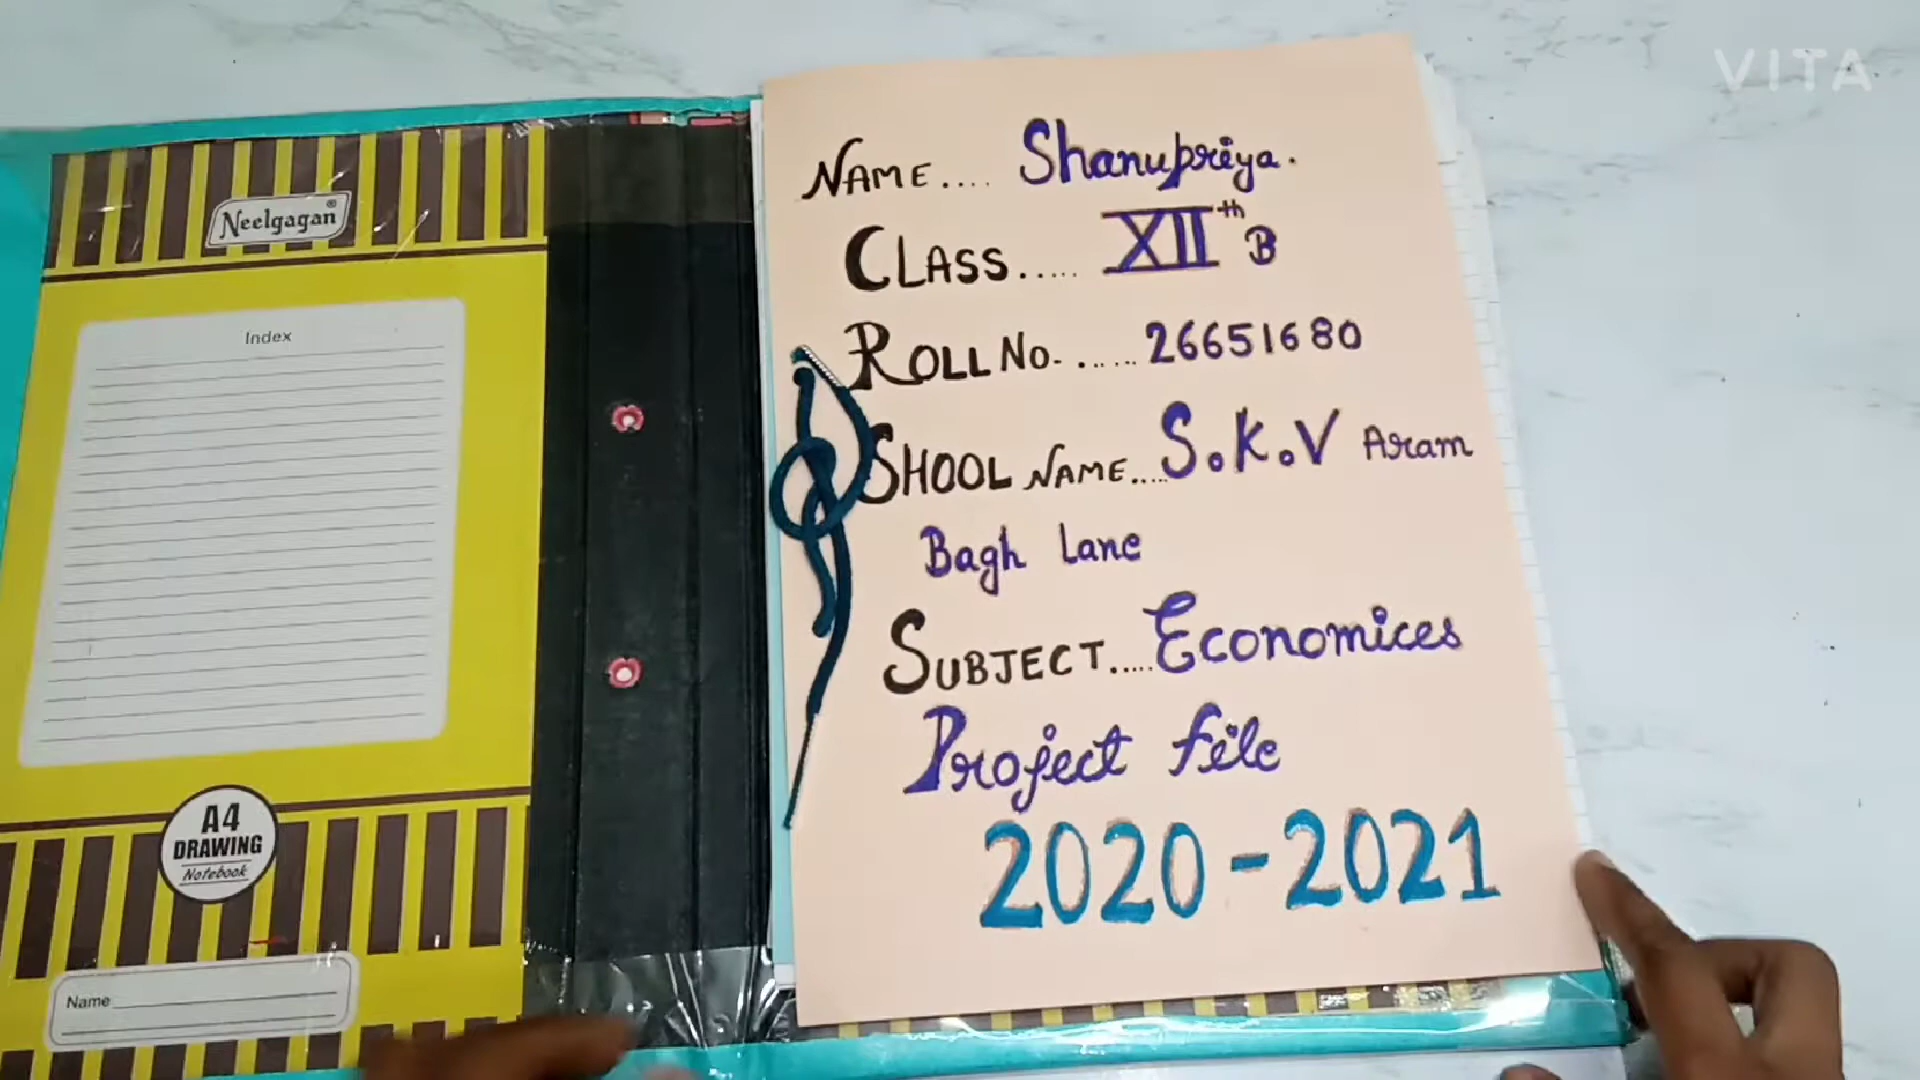 VITA
Neelgagan®
Index
A4
DRAWING
Notebook
Name
NAME.... Shanupriya.
CLASS..... XIIth B
ROLL No. ...... 26651680
SHOOL NAME.... S.K.V Aram
Bagh Lane
SUBJECT..... Economices
Project file
2020-2021